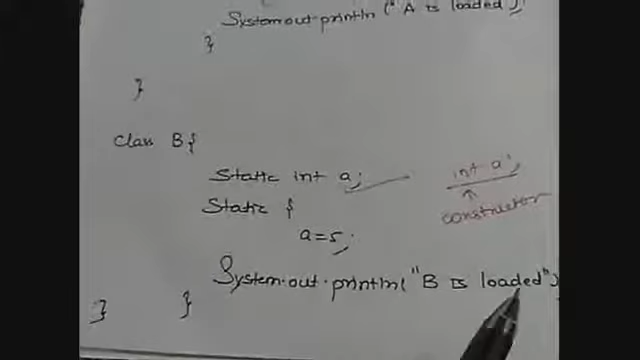 System.out.println ("A is loaded");
}
}
class B{
Static int a; int a;
Static { constructor
a=5;
System.out.println("B is loaded")
} }